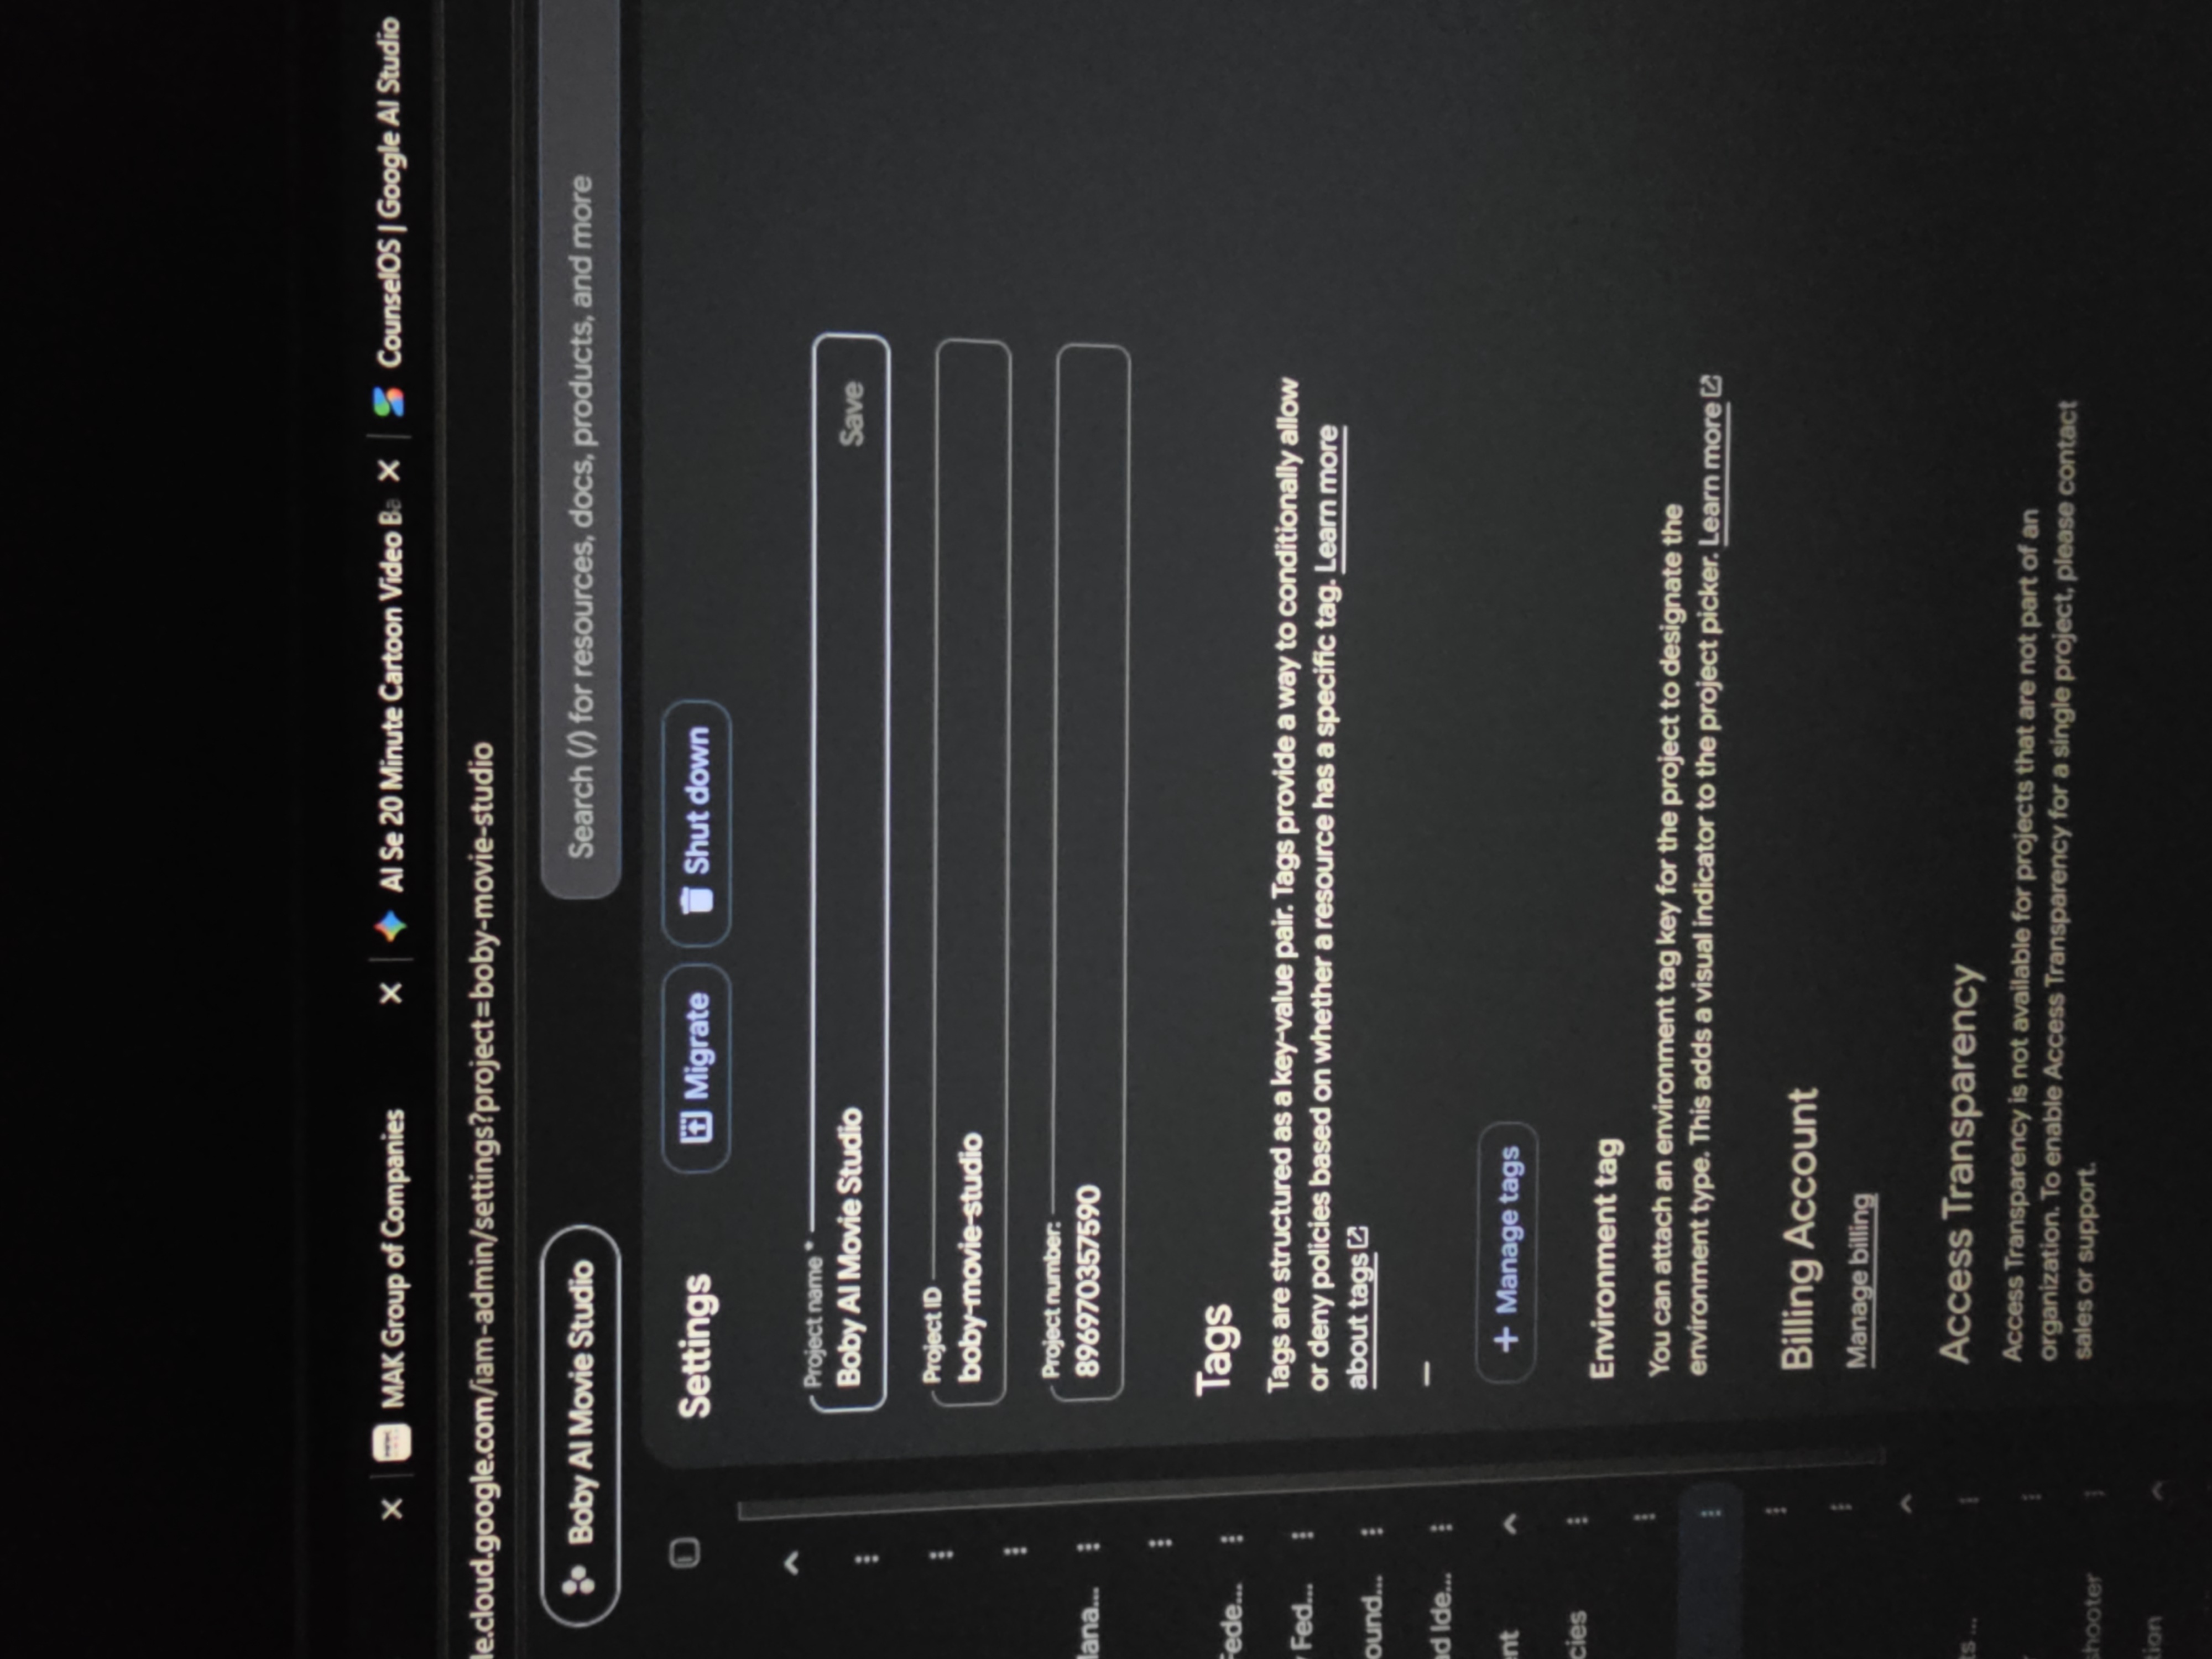 MAK Group of Companies
AI Se 20 Minute Cartoon Video Ba
CounselOS | Google AI Studio
le.cloud.google.com/iam-admin/settings?project=boby-movie-studio
Boby AI Movie Studio
Search (/) for resources, docs, products, and more
Settings
Migrate
Shut down
Project name *
Boby AI Movie Studio
Save
Project ID
boby-movie-studio
Project number:
896970357590
Tags
Tags are structured as a key-value pair. Tags provide a way to conditionally allow
or deny policies based on whether a resource has a specific tag. Learn more
about tags
—
+ Manage tags
Environment tag
You can attach an environment tag key for the project to designate the
environment type. This adds a visual indicator to the project picker. Learn more
Billing Account
Manage billing
Access Transparency
Access Transparency is not available for projects that are not part of an
organization. To enable Access Transparency for a single project, please contact
sales or support.
lana...
Fede...
Fed...
ound...
d Ide...
nt
cies
ts ...
shooter
tion